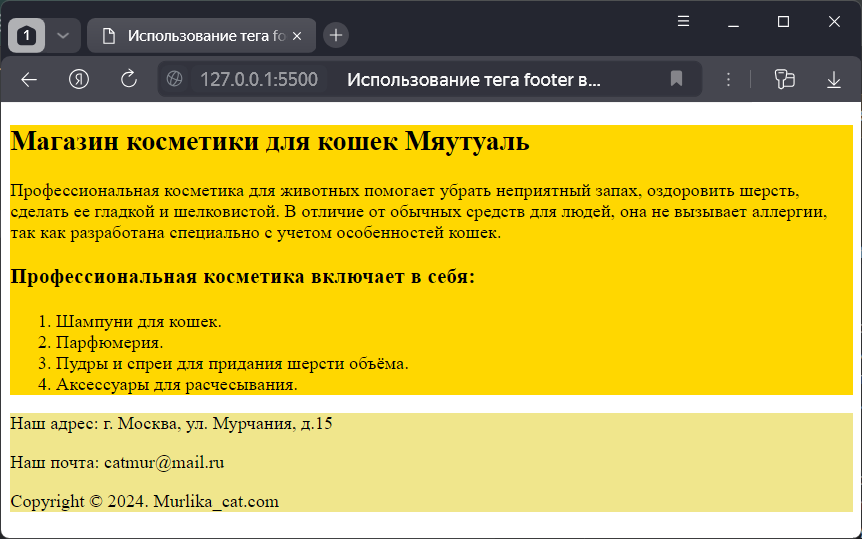 1
Использование тега fo
127.0.0.1:5500 Использование тега footer в...
Магазин косметики для кошек Мяутуаль
Профессиональная косметика для животных помогает убрать неприятный запах, оздоровить шерсть,
сделать ее гладкой и шелковистой. В отличие от обычных средств для людей, она не вызывает аллергии,
так как разработана специально с учетом особенностей кошек.
Профессиональная косметика включает в себя:
1. Шампуни для кошек.
2. Парфюмерия.
3. Пудры и спреи для придания шерсти объёма.
4. Аксессуары для расчесывания.
Наш адрес: г. Москва, ул. Мурчания, д.15
Наш почта: catmur@mail.ru
Copyright © 2024. Murlika_cat.com